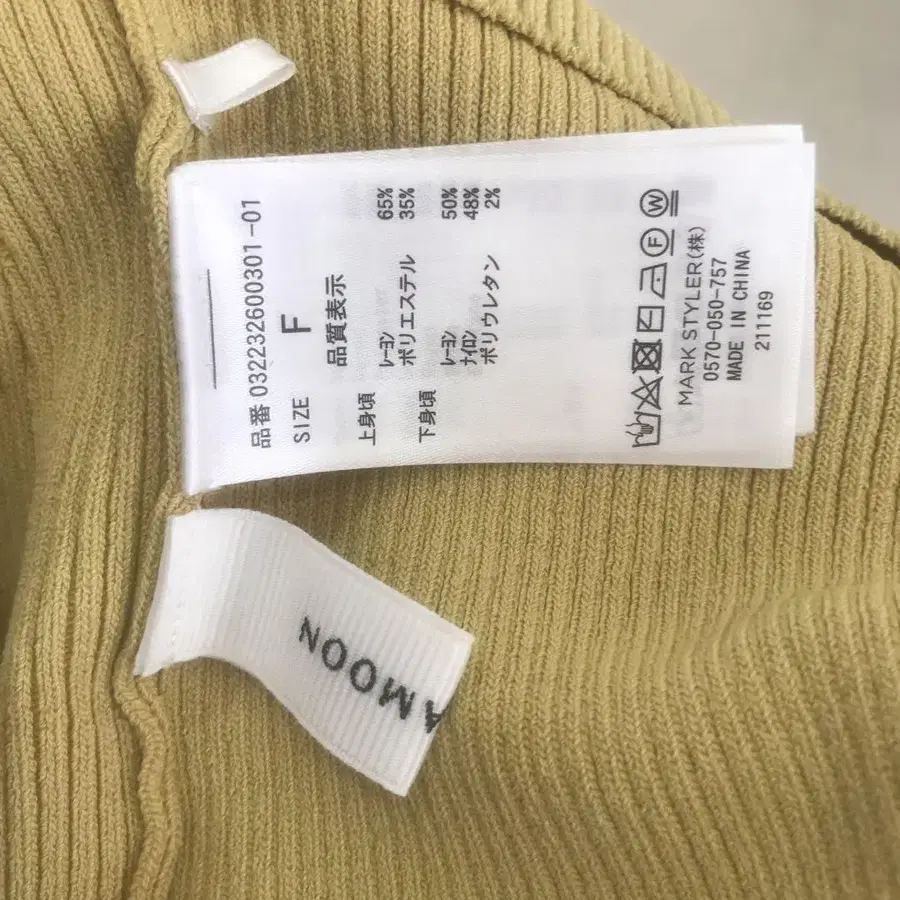 品番 032232600301-01
SIZE F
品質表示
上身頃 レーヨン 65%
ポリエステル 35%
下身頃 レーヨン 50%
ナイロン 48%
ポリウレタン 2%
F W
MARK STYLER(株)
0570-050-757
MADE IN CHINA
211169
AMOON